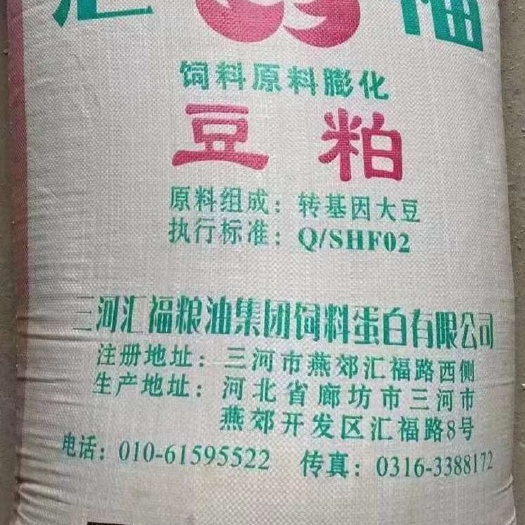 汇福
饲料原料膨化
豆粕
原料组成：转基因大豆
执行标准：Q/SHF02
三河汇福粮油集团饲料蛋白有限公司
注册地址：三河市燕郊汇福路西侧
生产地址：河北省廊坊市三河市
燕郊开发区汇福路8号
电话：010-61595522 传真：0316-3388172